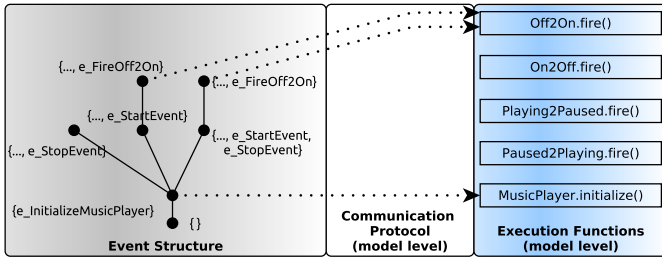 {..., e_FireOff2On}
{..., e_FireOff2On}
{..., e_StartEvent}
{..., e_StopEvent}
{..., e_StartEvent,
e_StopEvent}
{e_InitializeMusicPlayer}
{ }
Event Structure
Communication
Protocol
(model level)
Off2On.fire()
On2Off.fire()
Playing2Paused.fire()
Paused2Playing.fire()
MusicPlayer.initialize()
Execution Functions
(model level)